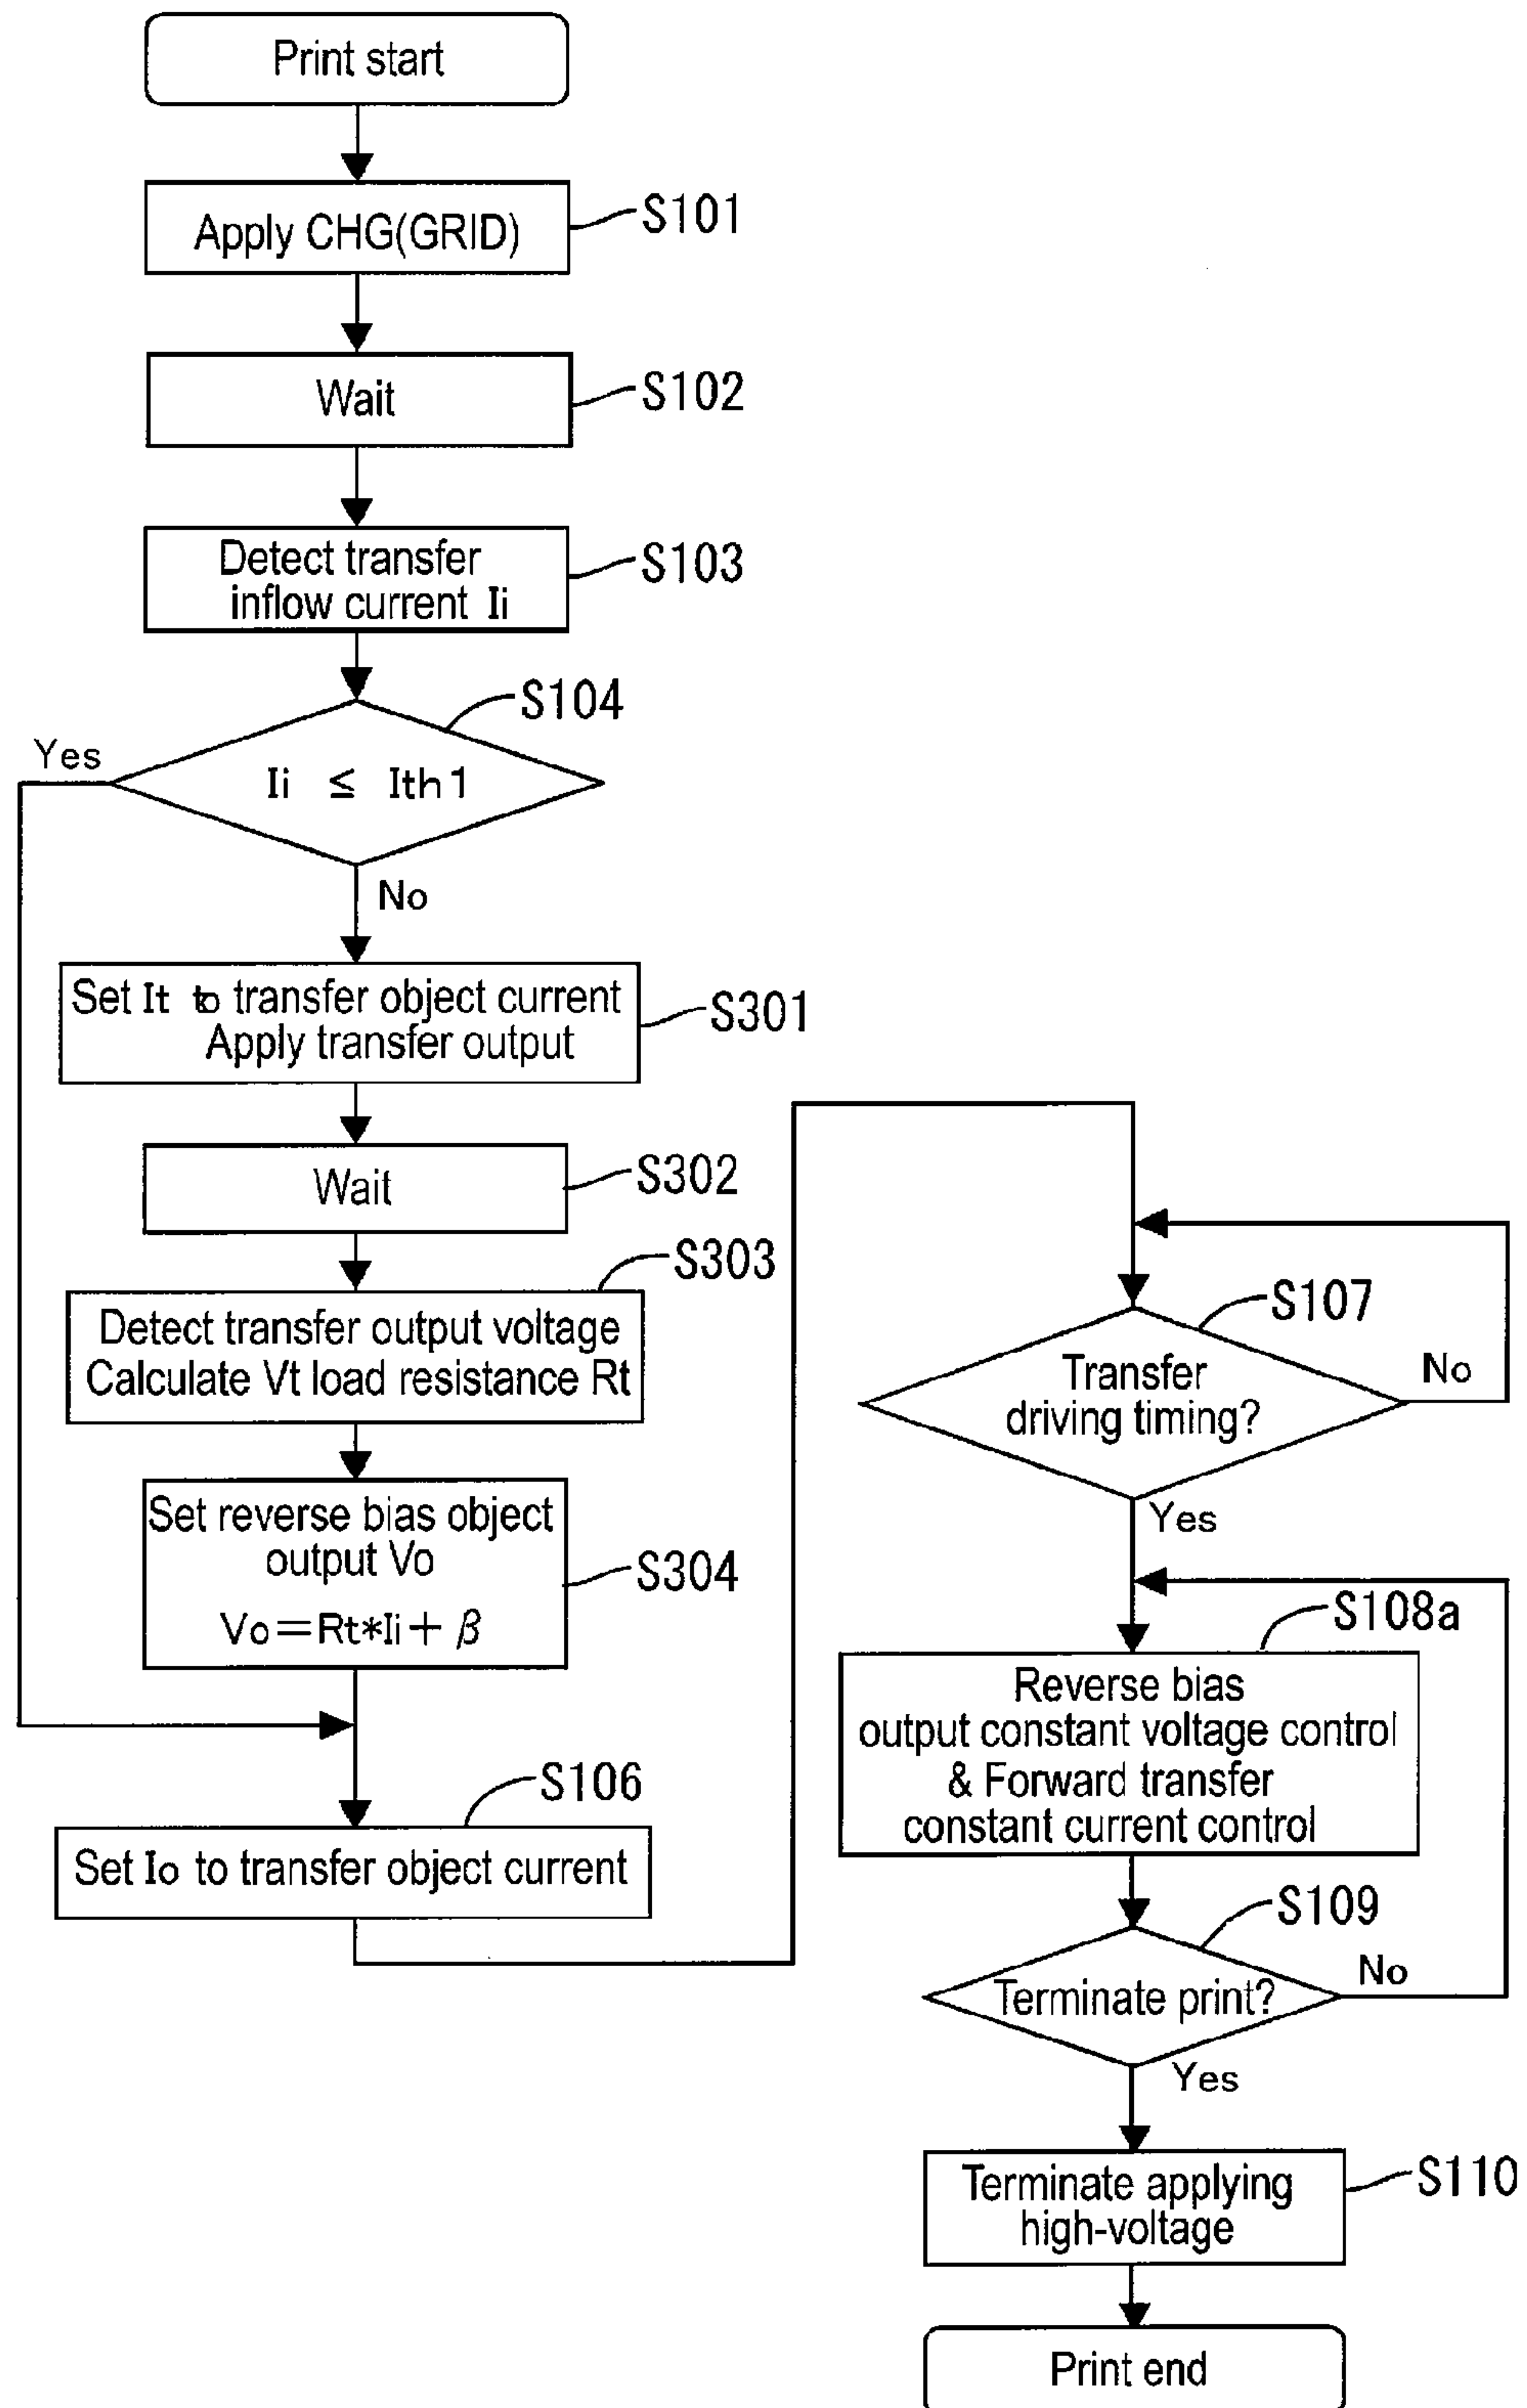 Print start
Apply CHG(GRID)
S101
Wait
S102
Detect transfer
inflow current Ii
S103
S104
Yes
Ii ≤ Ith1
No
Set It to transfer object current
Apply transfer output
S301
Wait
S302
S303
Detect transfer output voltage
Calculate Vt load resistance Rt
Set reverse bias object
output Vo
Vo=Rt*Ii+β
S304
S106
Set Io to transfer object current
S107
Transfer
driving timing?
No
Yes
S108a
Reverse bias
output constant voltage control
& Forward transfer
constant current control
S109
Terminate print?
No
Yes
Terminate applying
high-voltage
S110
Print end